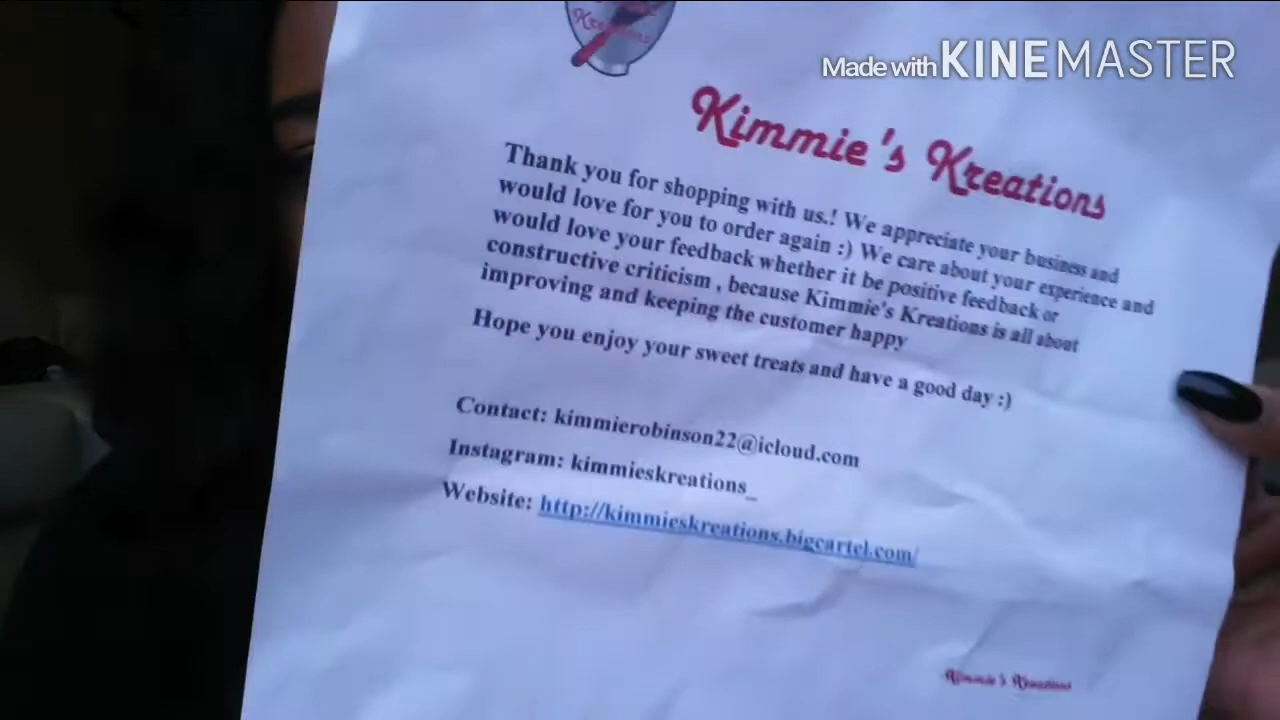 Made with KINEMASTER
Kreations
Kimmie's Kreations
Thank you for shopping with us.! We appreciate your business and
would love for you to order again :) We care about your experience and
would love your feedback whether it be positive feedback or
constructive criticism , because Kimmie's Kreations is all about
improving and keeping the customer happy
Hope you enjoy your sweet treats and have a good day :)
Contact: kimmierobinson22@icloud.com
Instagram: kimmieskreations_
Website: http://kimmieskreations.bigcartel.com/
Kimmie's Kreations